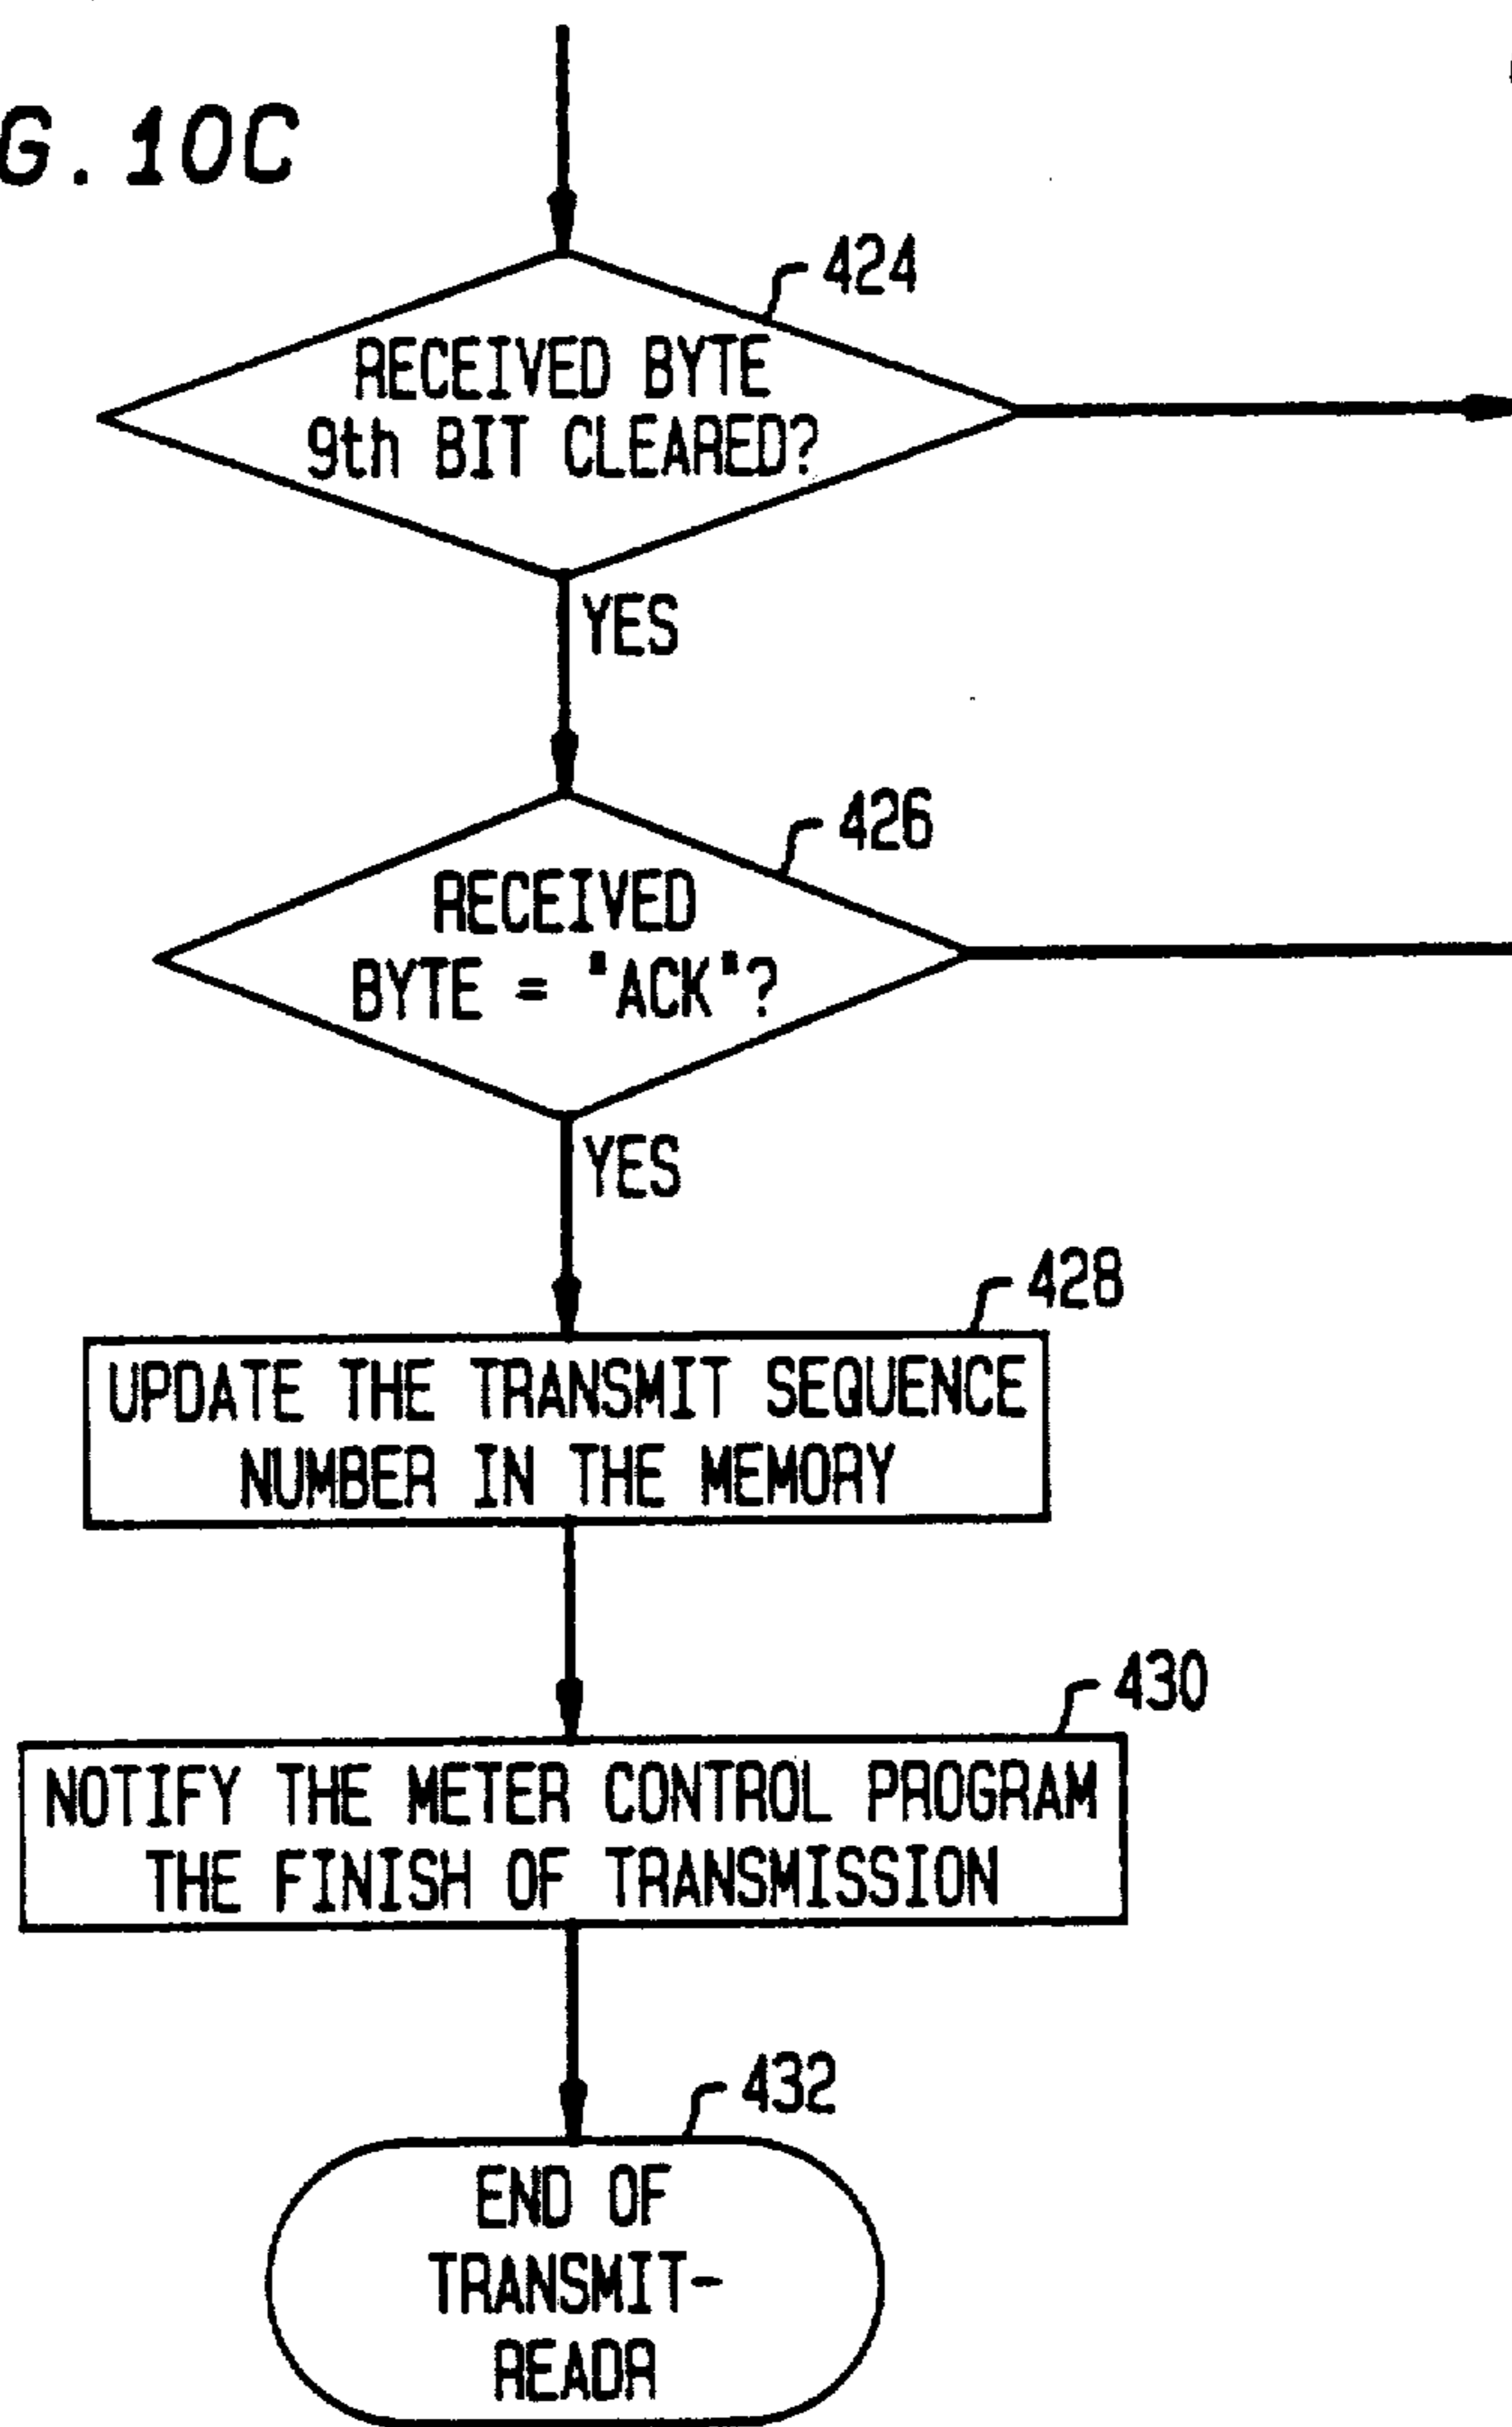 G. 10C
424
RECEIVED BYTE
9th BIT CLEARED?
YES
426
RECEIVED
BYTE = "ACK"?
YES
428
UPDATE THE TRANSMIT SEQUENCE
NUMBER IN THE MEMORY
430
NOTIFY THE METER CONTROL PROGRAM
THE FINISH OF TRANSMISSION
432
END OF
TRANSMIT-
READR